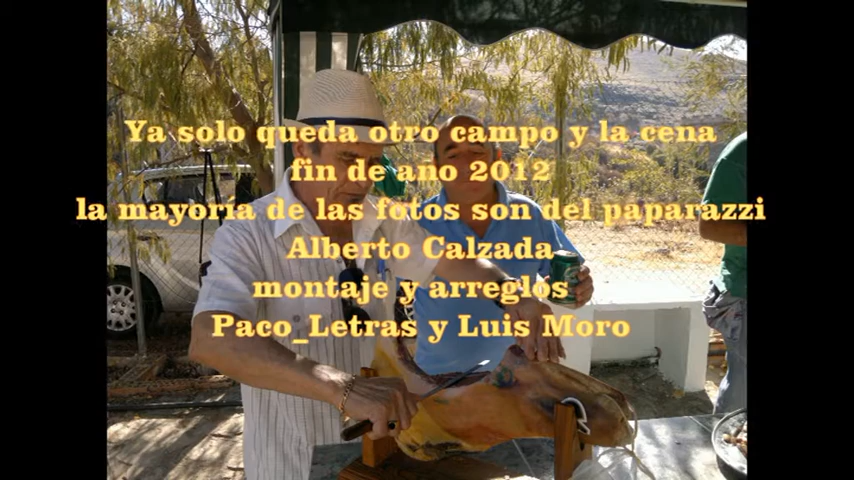 Ya solo queda otro campo y la cena
fin de año 2012
la mayoría de las fotos son del paparazzi
Alberto Calzada
montaje y arreglos
Paco_Letras y Luis Moro